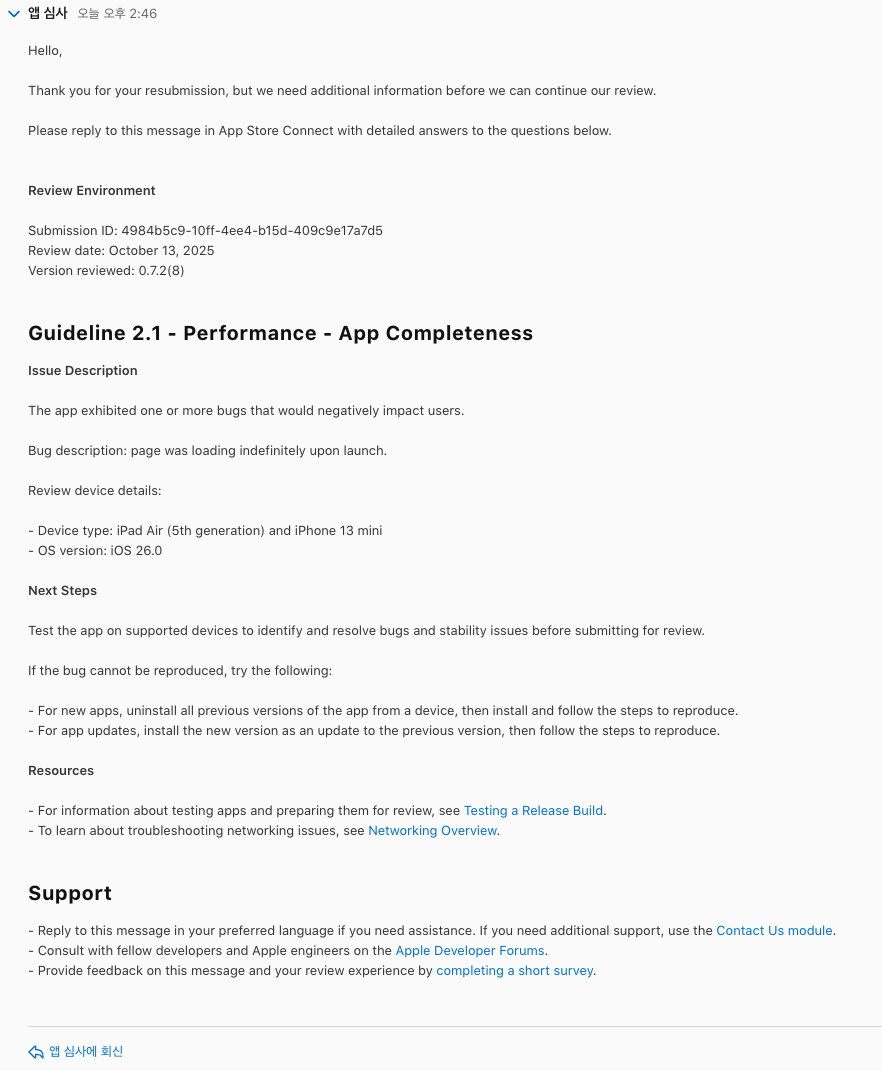 앱 심사 오늘 오후 2:46
Hello,
Thank you for your resubmission, but we need additional information before we can continue our review.
Please reply to this message in App Store Connect with detailed answers to the questions below.
Review Environment
Submission ID: 4984b5c9-10ff-4ee4-b15d-409c9e17a7d5
Review date: October 13, 2025
Version reviewed: 0.7.2(8)
Guideline 2.1 - Performance - App Completeness
Issue Description
The app exhibited one or more bugs that would negatively impact users.
Bug description: page was loading indefinitely upon launch.
Review device details:
- Device type: iPad Air (5th generation) and iPhone 13 mini
- OS version: iOS 26.0
Next Steps
Test the app on supported devices to identify and resolve bugs and stability issues before submitting for review.
If the bug cannot be reproduced, try the following:
- For new apps, uninstall all previous versions of the app from a device, then install and follow the steps to reproduce.
- For app updates, install the new version as an update to the previous version, then follow the steps to reproduce.
Resources
- For information about testing apps and preparing them for review, see Testing a Release Build.
- To learn about troubleshooting networking issues, see Networking Overview.
Support
- Reply to this message in your preferred language if you need assistance. If you need additional support, use the Contact Us module.
- Consult with fellow developers and Apple engineers on the Apple Developer Forums.
- Provide feedback on this message and your review experience by completing a short survey.
앱 심사에 회신